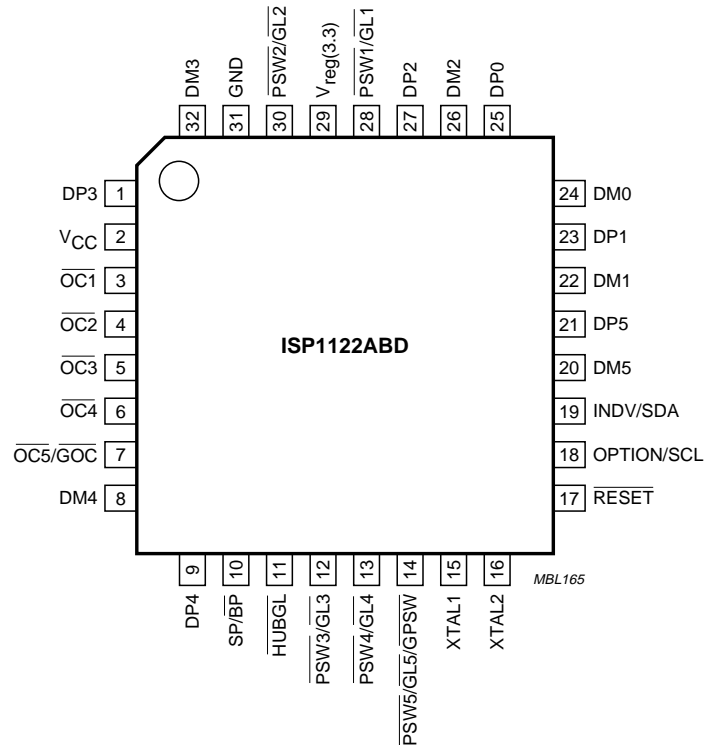 DM3
GND
PSW2/GL2
Vreg(3.3)
PSW1/GL1
DP2
DM2
DP0
32
31
30
29
28
27
26
25
DP3 1
VCC 2
OC1 3
OC2 4
OC3 5
OC4 6
OC5/GOC 7
DM4 8
ISP1122ABD
24 DM0
23 DP1
22 DM1
21 DP5
20 DM5
19 INDV/SDA
18 OPTION/SCL
17 RESET
9
10
11
12
13
14
15
16
DP4
SP/BP
HUBGL
PSW3/GL3
PSW4/GL4
PSW5/GL5/GPSW
XTAL1
XTAL2
MBL165